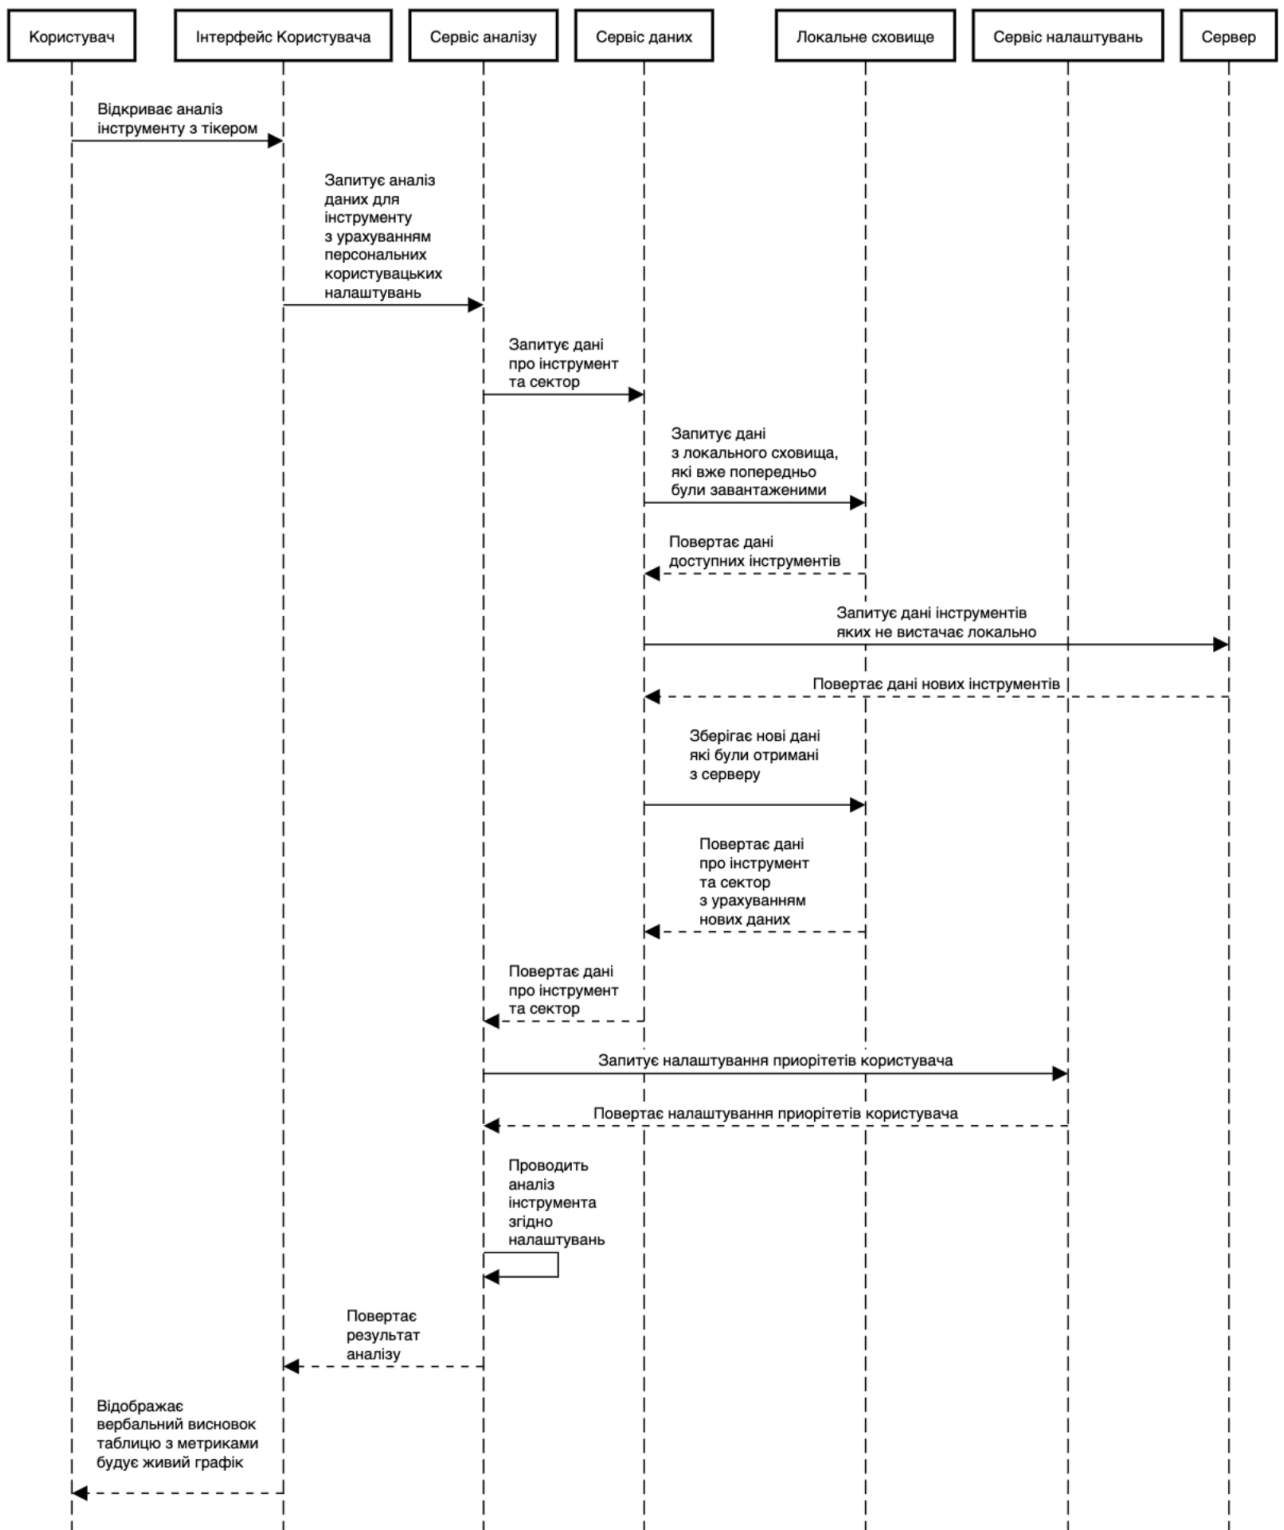 Користувач
Інтерфейс Користувача
Сервіс аналізу
Сервіс даних
Локальне сховище
Сервіс налаштувань
Сервер
Відкриває аналіз
інструменту з тікером
Запитує аналіз
даних для
інструменту
з урахуванням
персональних
користувацьких
налаштувань
Запитує дані
про інструмент
та сектор
Запитує дані
з локального сховища,
які вже попередньо
були завантаженими
Повертає дані
доступних інструментів
Запитує дані інструментів
яких не вистачає локально
Повертає дані нових інструментів
Зберігає нові дані
які були отримані
з серверу
Повертає дані
про інструмент
та сектор
з урахуванням
нових даних
Повертає дані
про інструмент
та сектор
Запитує налаштування приорітетів користувача
Повертає налаштування приорітетів користувача
Проводить
аналіз
інструмента
згідно
налаштувань
Повертає
результат
аналізу
Відображає
вербальний висновок
таблицю з метриками
будує живий графік